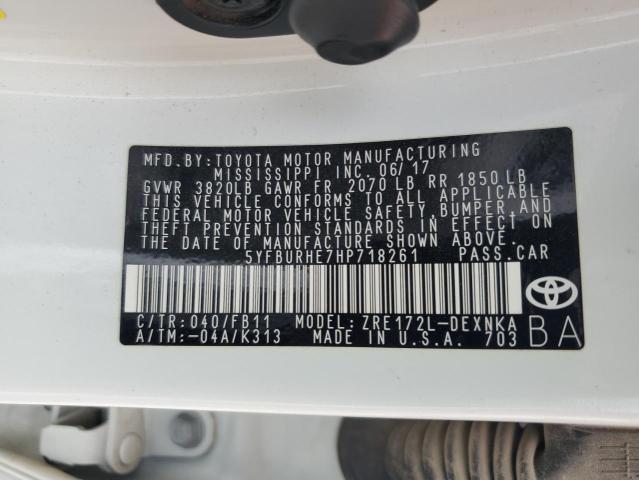 MFD.BY: TOYOTA MOTOR MANUFACTURING
MISSISSIPPI INC. 06/17
GVWR 3820LB GAWR FR 2070 LB RR 1850 LB
THIS VEHICLE CONFORMS TO ALL APPLICABLE
FEDERAL MOTOR VEHICLE SAFETY,BUMPER,AND
THEFT PREVENTION STANDARDS IN EFFECT ON
THE DATE OF MANUFACTURE SHOWN ABOVE.
5YFBURHE7HP718261 PASS.CAR
C/TR:040/FB11 MODEL:ZRE172L-DEXNKA
A/TM:-04A/K313 MADE IN U.S.A. 703
BA